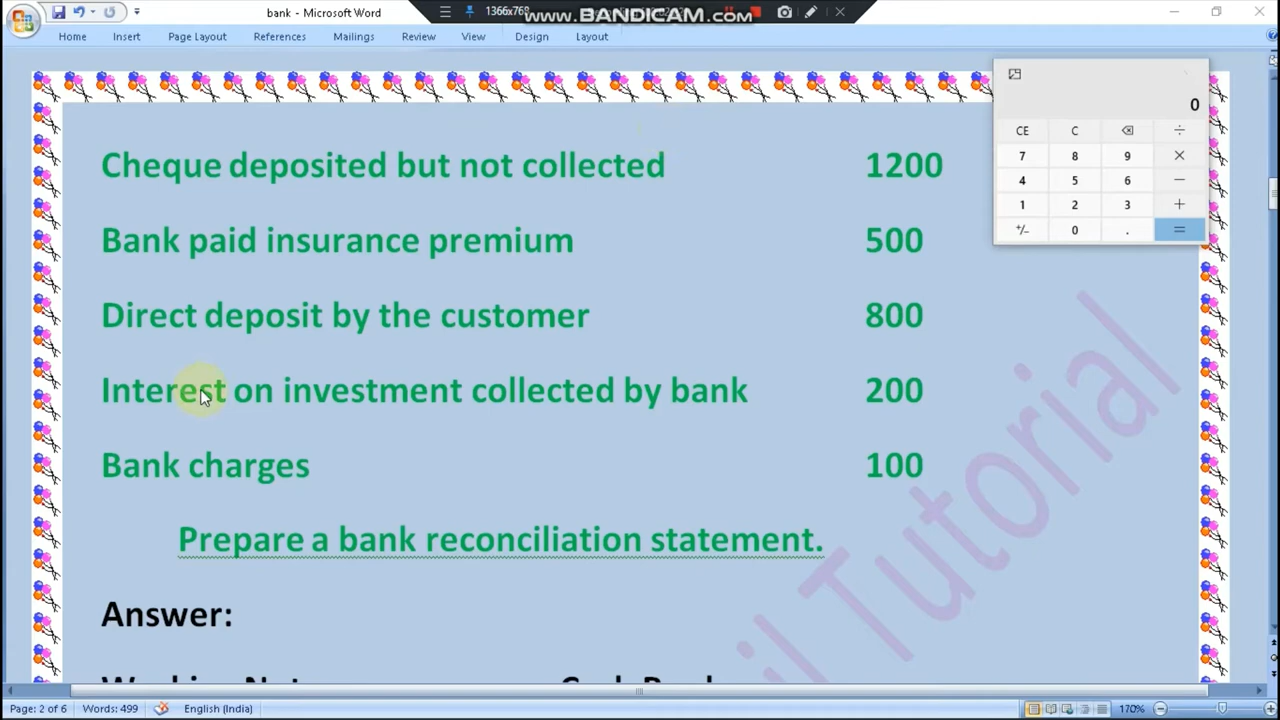 bank - Microsoft Word
1366x768
www.BANDICAM.com
Home Insert Page Layout References Mailings Review View Design Layout
0
CE C ⌫ ÷
7 8 9 ×
4 5 6 −
1 2 3 +
+/− 0 . =
Cheque deposited but not collected 1200
Bank paid insurance premium 500
Direct deposit by the customer 800
Interest on investment collected by bank 200
Bank charges 100
Prepare a bank reconciliation statement.
Answer:
Tutorial
Page: 2 of 6 Words: 499 English (India) 170%